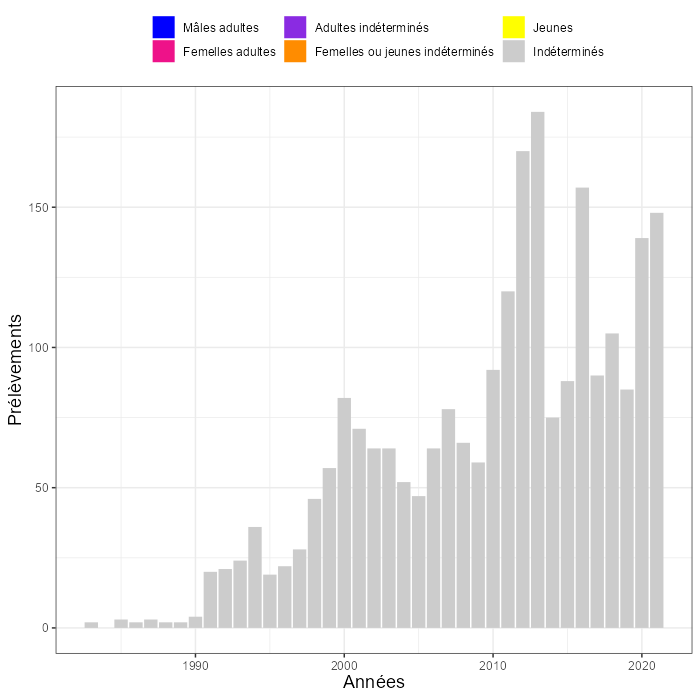 Mâles adultes Adultes indéterminés Jeunes
Femelles adultes Femelles ou jeunes indéterminés Indéterminés
150
100
50
0
Prélèvements
1990 2000 2010 2020
Années